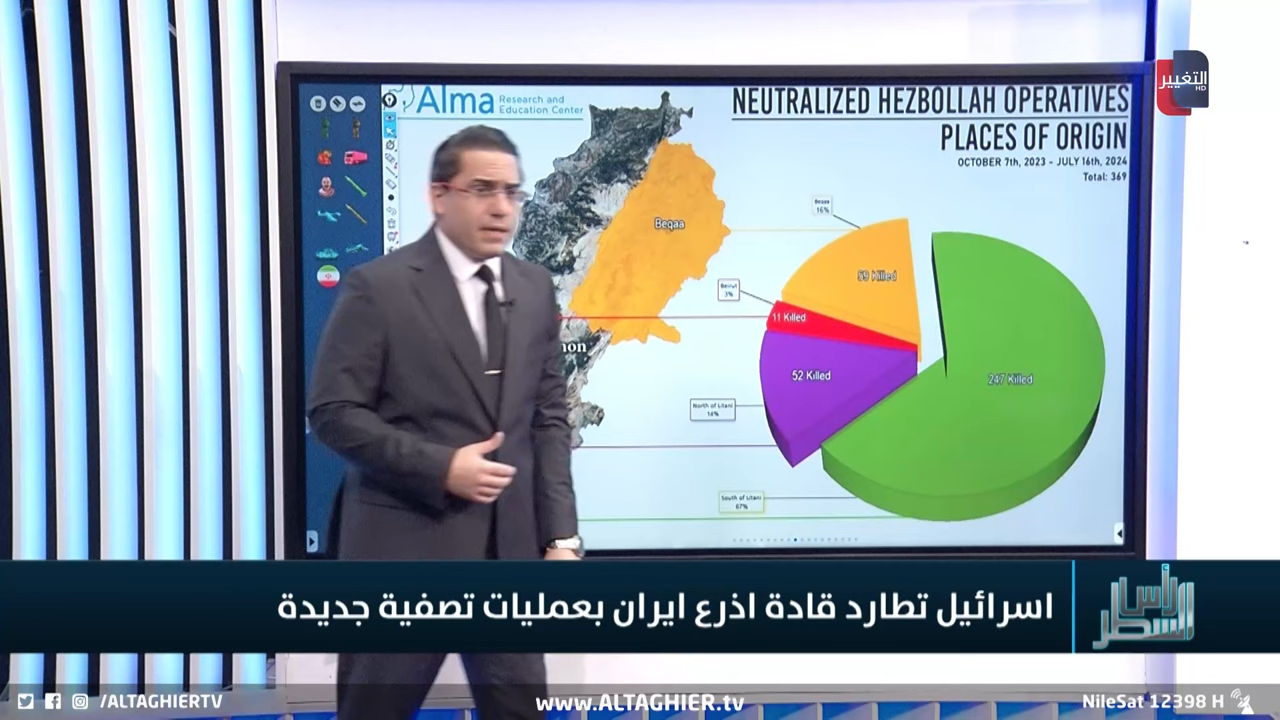 Alma Research and
Education Center
NEUTRALIZED HEZBOLLAH OPERATIVES
PLACES OF ORIGIN
OCTOBER 7th, 2023 - JULY 16th, 2024
Total: 369
التغيير
HD
Beqaa
Beqaa
16%
59 Killed
Beirut
3%
11 Killed
non
52 Killed
247 Killed
North of Litani
14%
South of Litani
67%
اسرائيل تطارد قادة اذرع ايران بعمليات تصفية جديدة
رأس السطر
/ALTAGHIERTV
www.ALTAGHIER.tv
NileSat 12398 H